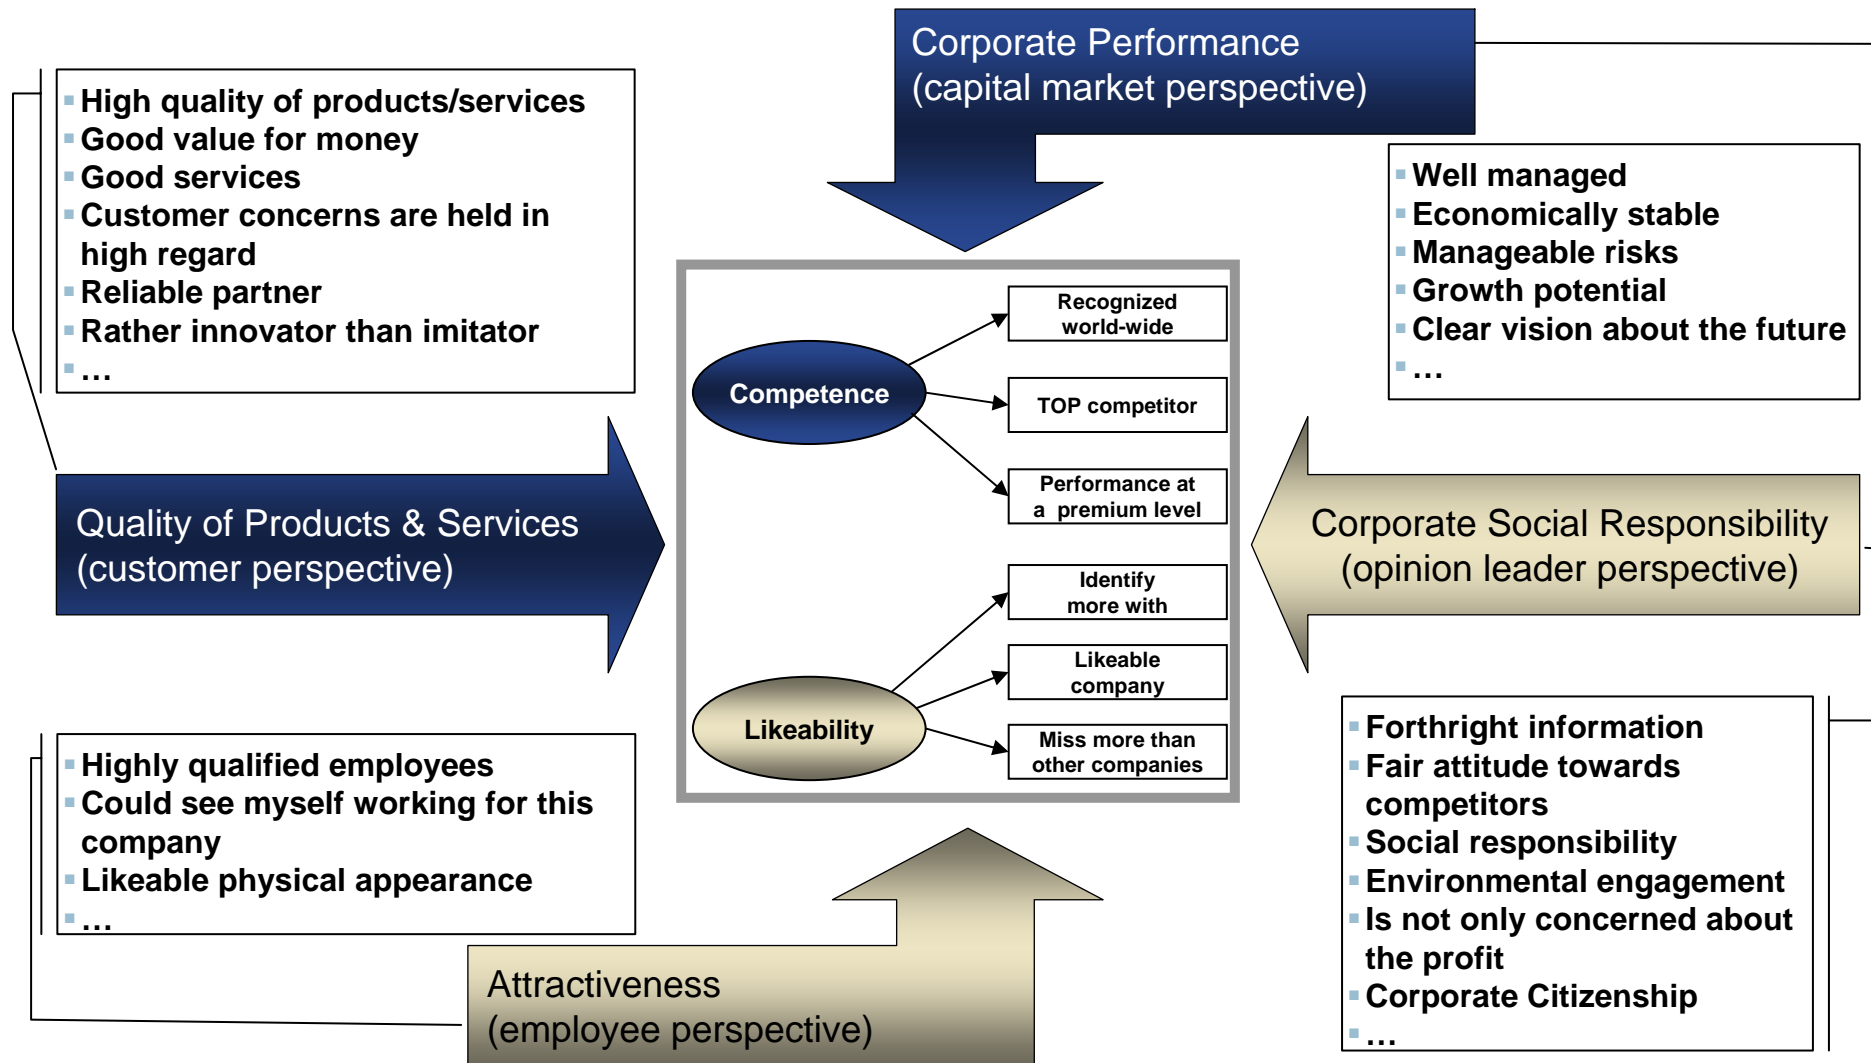 Corporate Performance
(capital market perspective)
▪ High quality of products/services
▪ Good value for money
▪ Good services
▪ Customer concerns are held in
high regard
▪ Reliable partner
▪ Rather innovator than imitator
▪ ...
▪ Well managed
▪ Economically stable
▪ Manageable risks
▪ Growth potential
▪ Clear vision about the future
▪ ...
Competence
Recognized
world-wide
TOP competitor
Performance at
a premium level
Quality of Products & Services
(customer perspective)
Corporate Social Responsibility
(opinion leader perspective)
Likeability
Identify
more with
Likeable
company
Miss more than
other companies
▪ Highly qualified employees
▪ Could see myself working for this
company
▪ Likeable physical appearance
▪ ...
▪ Forthright information
▪ Fair attitude towards
competitors
▪ Social responsibility
▪ Environmental engagement
▪ Is not only concerned about
the profit
▪ Corporate Citizenship
▪ ...
Attractiveness
(employee perspective)